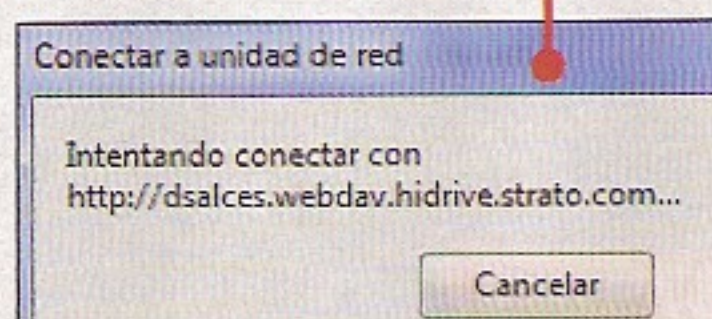 Conectar a unidad de red
Intentando conectar con
http://dsalces.webdav.hidrive.strato.com...
Cancelar